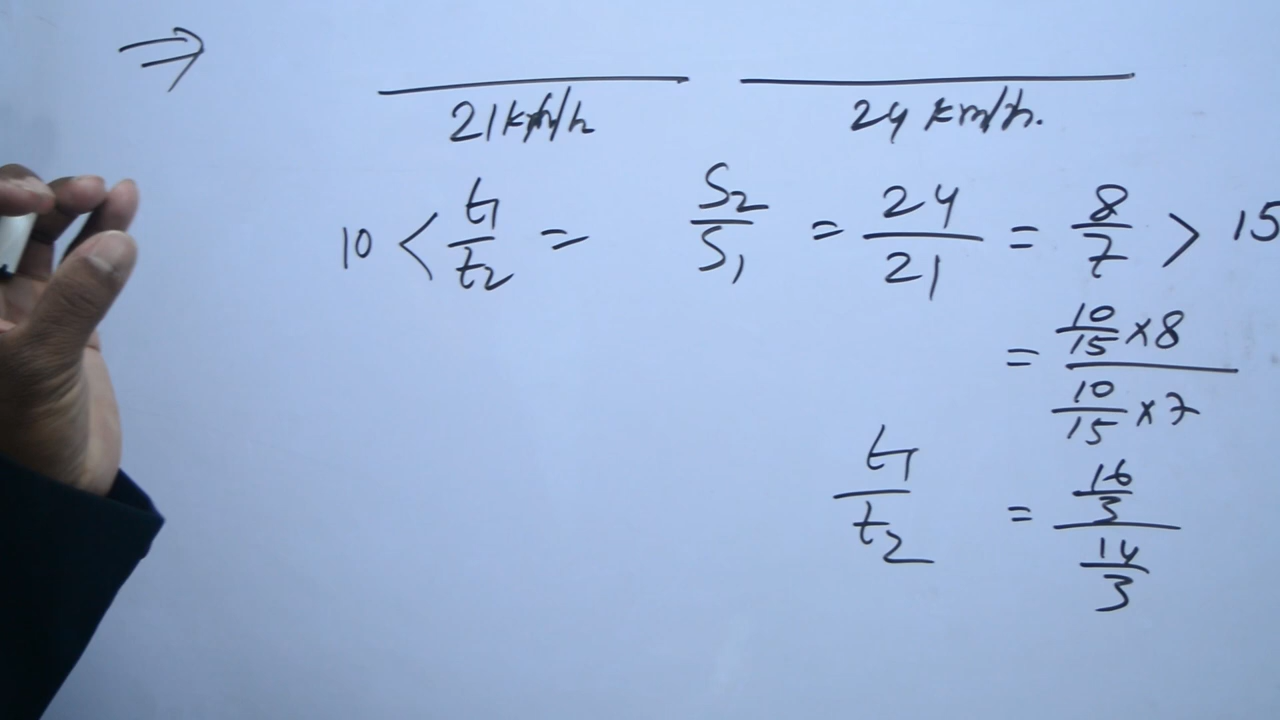 ⇒
21km/h 24 km/h.
10 < t1/t2 = S2/S1 = 24/21 = 8/7 > 15
= (10/15 × 8)/(10/15 × 7)
t1/t2 = (16/3)/(14/3)